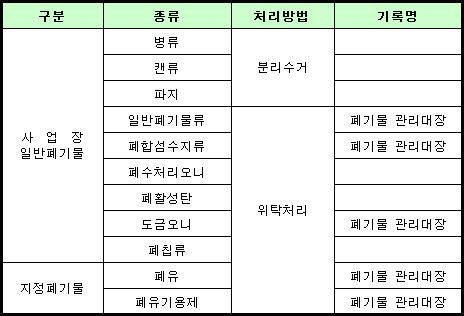 구분 종류 처리방법 기록명
병류
캔류 분리수거
파지
일반폐기물류 폐기물 관리대장
사 업 장
일반폐기물
폐합섬수지류 폐기물 관리대장
폐수처리오니
폐활성탄 위탁처리
도금오니 폐기물 관리대장
폐칩류
지정폐기물 폐유 폐기물 관리대장
폐유기용제 폐기물 관리대장